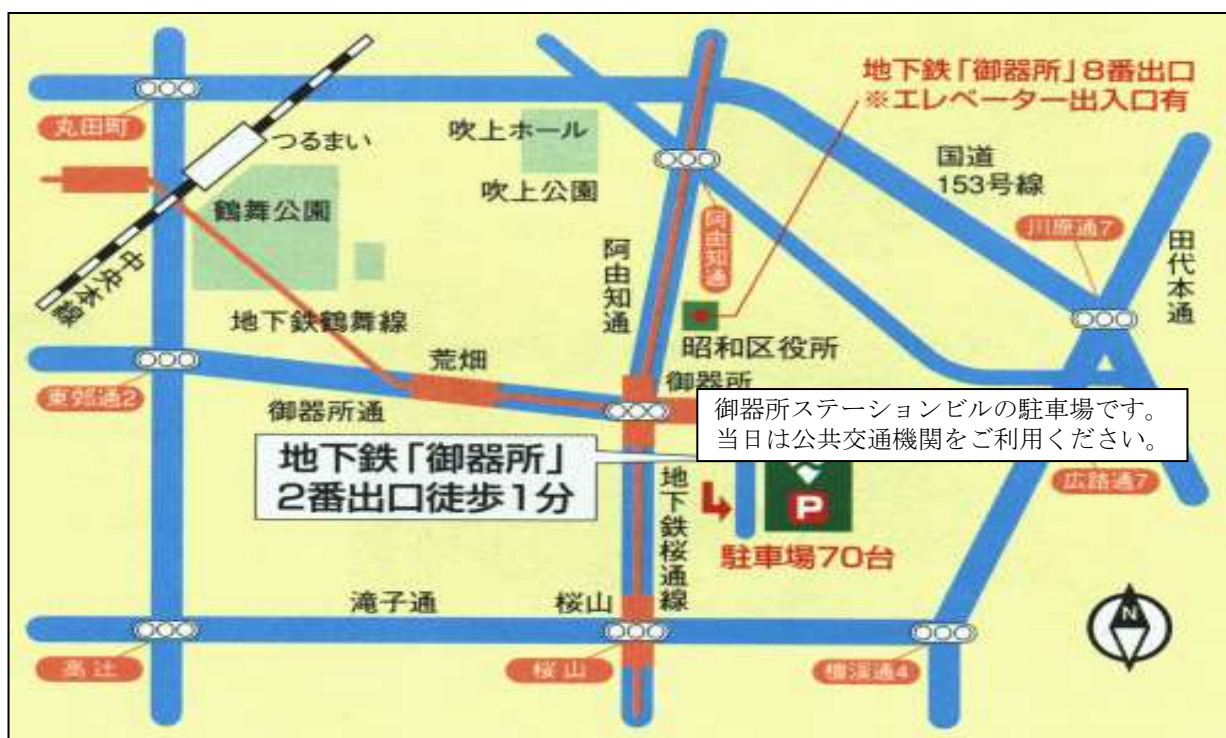 地下鉄「御器所」8番出口
※エレベーター出入口有
丸田町
つるまい
吹上ホール
吹上公園
国道
153号線
鶴舞公園
阿由知通
川原通7
田代本通
中央本線
阿由知通
地下鉄鶴舞線
昭和区役所
荒畑
御器所
東郊通2
御器所通
御器所ステーションビルの駐車場です。
当日は公共交通機関をご利用ください。
地下鉄「御器所」
2番出口徒歩1分
地下鉄桜通線
P
広路通7
駐車場70台
滝子通
桜山
高辻
桜山
檀渓通4
N